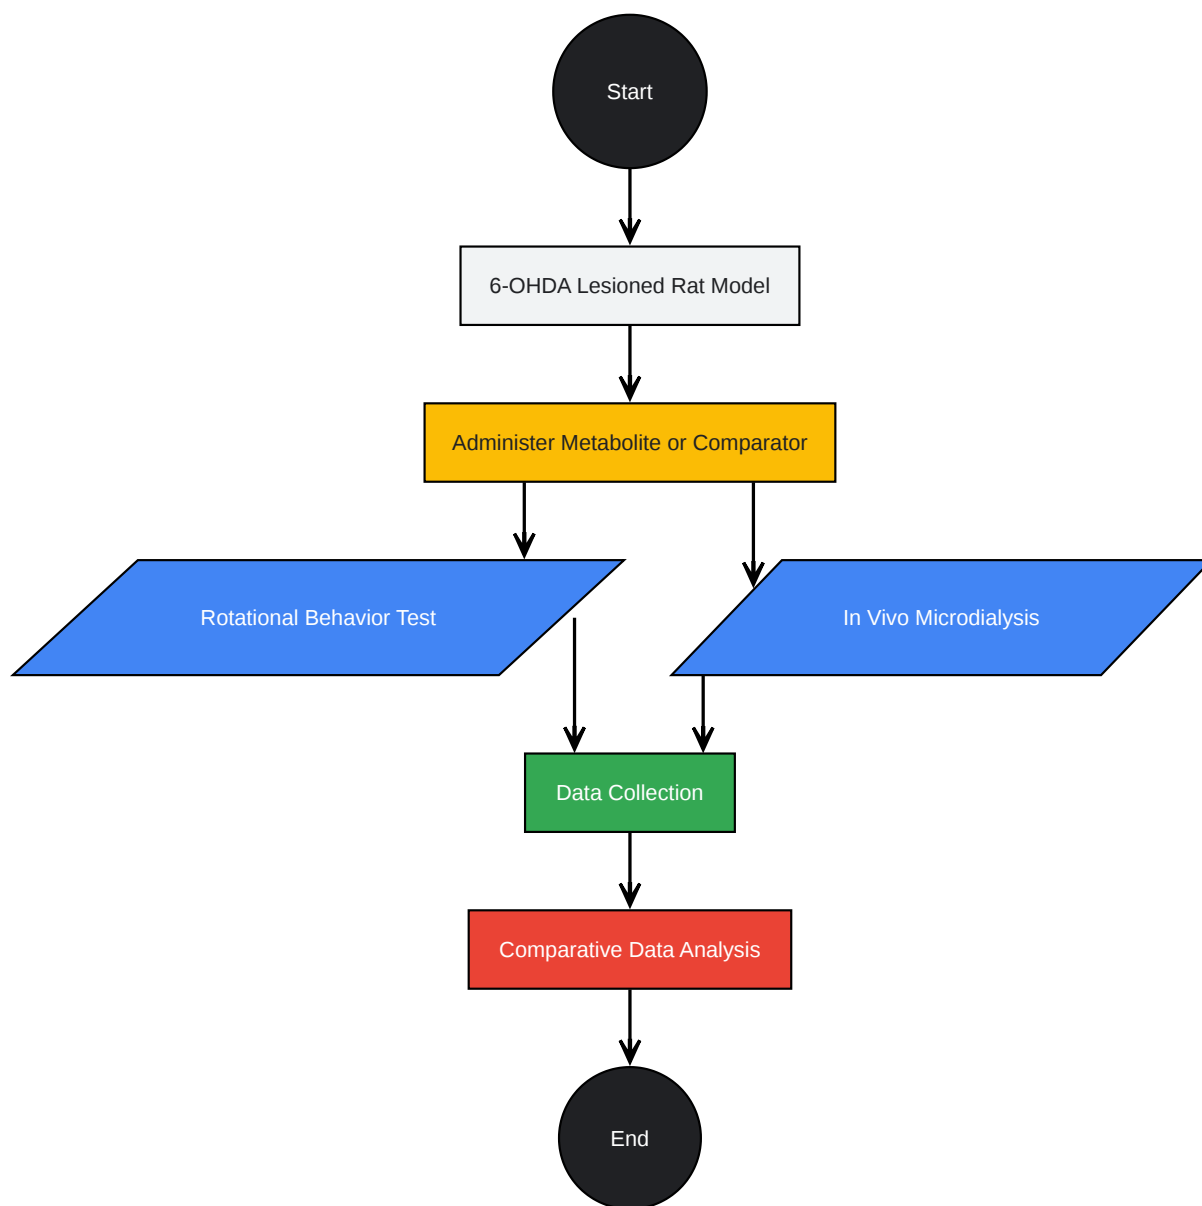 Start
6-OHDA Lesioned Rat Model
Administer Metabolite or Comparator
Rotational Behavior Test
In Vivo Microdialysis
Data Collection
Comparative Data Analysis
End